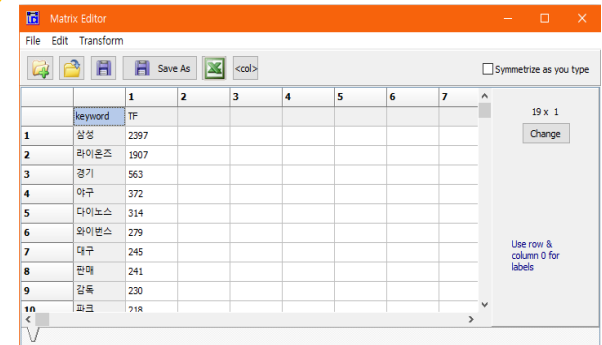 Matrix Editor
File Edit Transform
Save As <col> Symmetrize as you type
1 2 3 4 5 6 7
keyword TF
19 x 1
1 삼성 2397
Change
2 라이온즈 1907
3 경기 563
4 야구 372
5 다이노스 314
6 와이번스 279
7 대구 245
Use row &
column 0 for
labels
8 판매 241
9 감독 230
10 파크 218